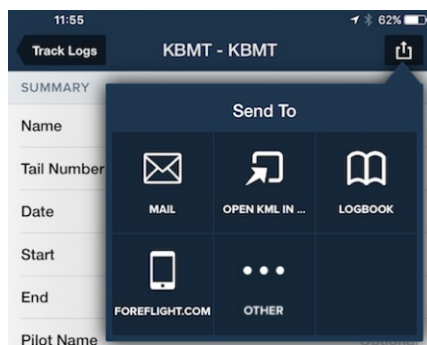 11:55
62%
Track Logs
KBMT - KBMT
SUMMARY
Send To
Name
Tail Number
Date
Start
End
Pilot Name
MAIL
OPEN KML IN ...
LOGBOOK
FOREFLIGHT.COM
OTHER
Optional